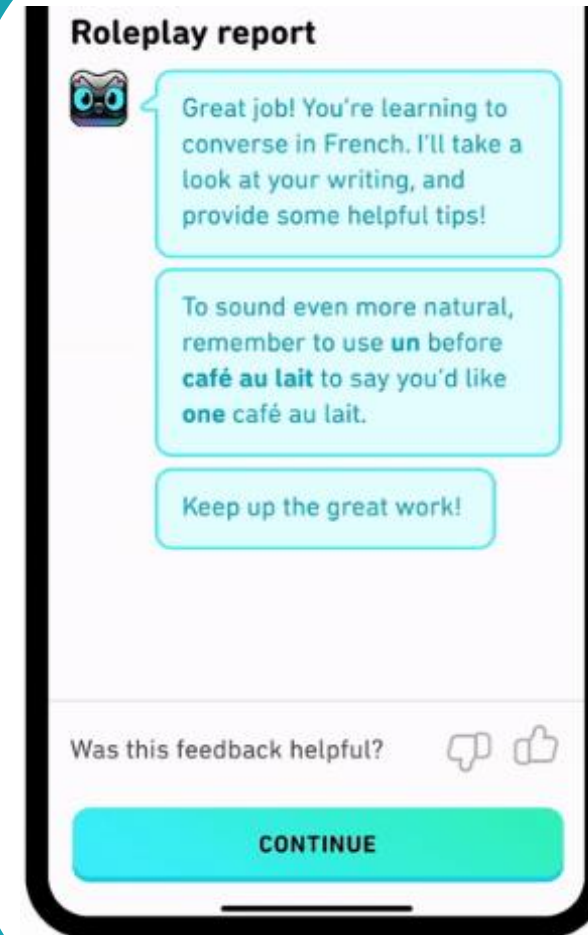 Roleplay report
Great job! You're learning to
converse in French. I'll take a
look at your writing, and
provide some helpful tips!
To sound even more natural,
remember to use un before
café au lait to say you'd like
one café au lait.
Keep up the great work!
Was this feedback helpful?
CONTINUE